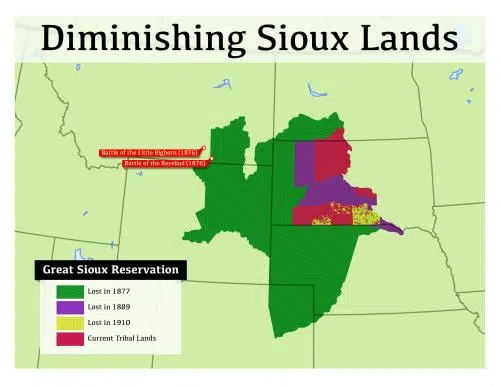 Diminishing Sioux Lands
Battle of the Little Bighorn (1876)
Battle of the Rosebud (1876)
Great Sioux Reservation
Lost in 1877
Lost in 1889
Lost in 1910
Current Tribal Lands